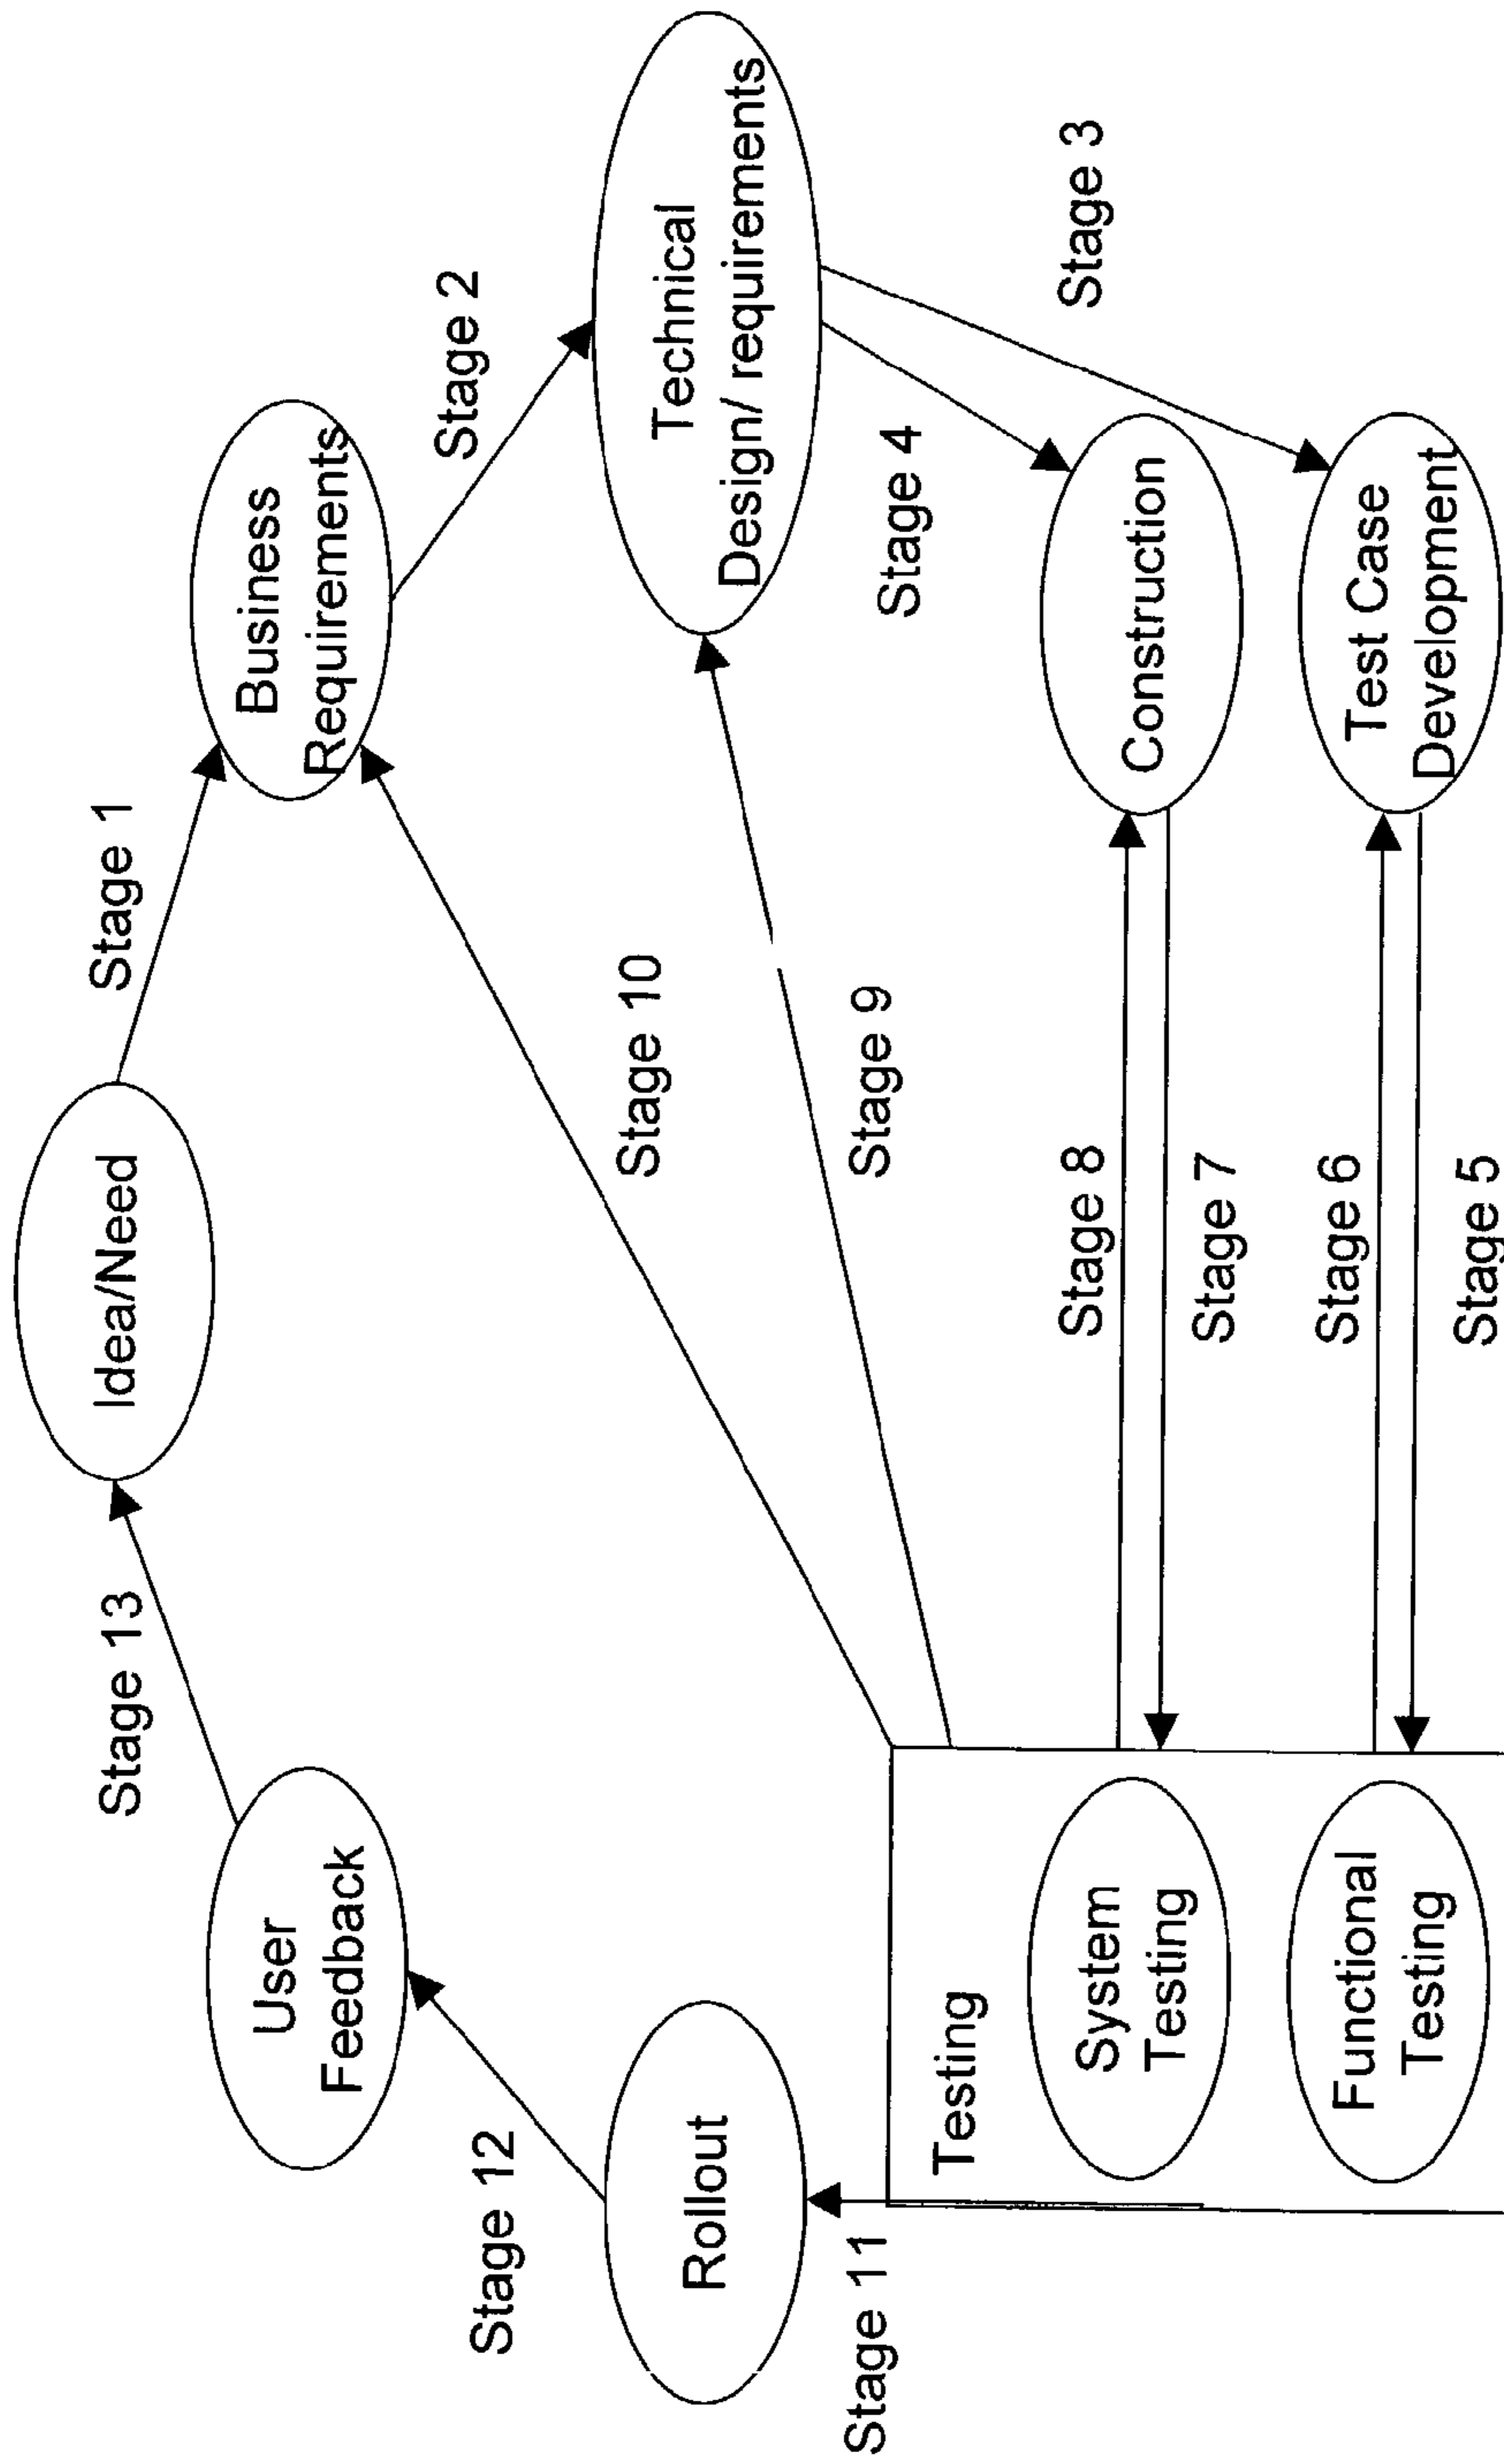 Idea/Need
Stage 1
Business
Requirements
Stage 2
Technical
Design/ requirements
Stage 3
Stage 4
Construction
Test Case
Development
Stage 13
User
Feedback
Stage 12
Rollout
Stage 11
Stage 10
Stage 9
Stage 8
Stage 7
Stage 6
Stage 5
Testing
System
Testing
Functional
Testing